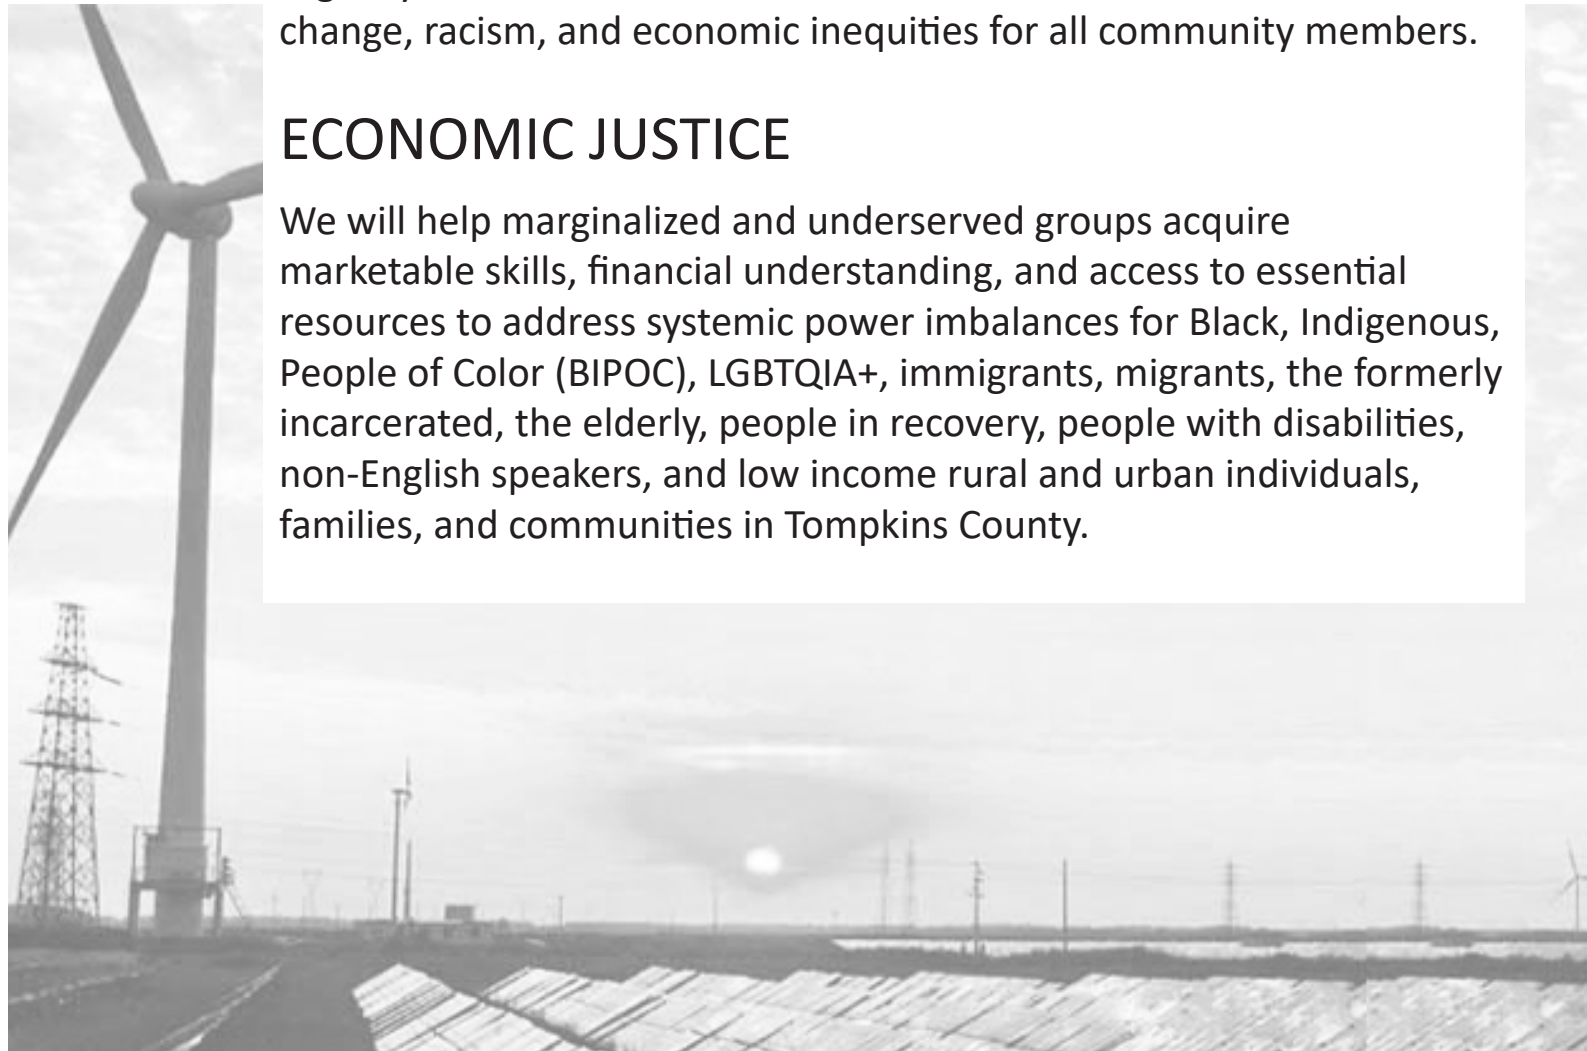 change, racism, and economic inequities for all community members.
ECONOMIC JUSTICE
We will help marginalized and underserved groups acquire
marketable skills, financial understanding, and access to essential
resources to address systemic power imbalances for Black, Indigenous,
People of Color (BIPOC), LGBTQIA+, immigrants, migrants, the formerly
incarcerated, the elderly, people in recovery, people with disabilities,
non-English speakers, and low income rural and urban individuals,
families, and communities in Tompkins County.